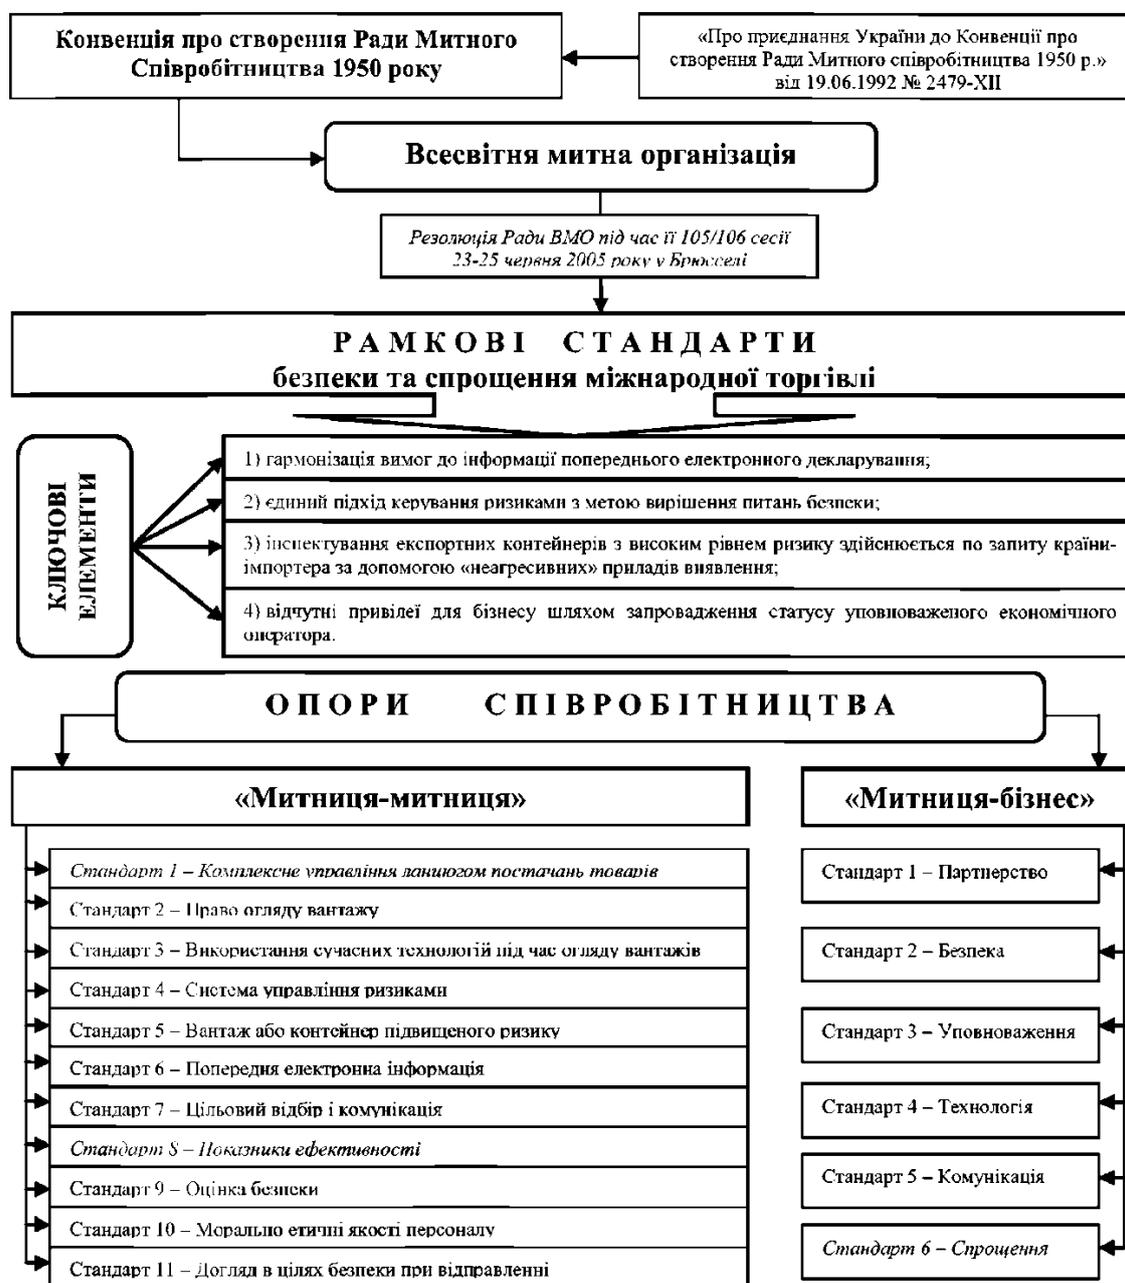 Конвенція про створення Ради Митного
Співробітництва 1950 року
«Про приєднання України до Конвенції про
створення Ради Митного співробітництва 1950 р.»
від 19.06.1992 № 2479-XII
Всесвітня митна організація
Резолюція Ради ВМО під час її 105/106 сесії
23-25 червня 2005 року у Брюсселі
РАМКОВІ СТАНДАРТИ
безпеки та спрощення міжнародної торгівлі
КЛЮЧОВІ
ЕЛЕМЕНТИ
1) гармонізація вимог до інформації попереднього електронного декларування;
2) єдиний підхід керування ризиками з метою вирішення питань безпеки;
3) інспектування експортних контейнерів з високим рівнем ризику здійснюється по запиту країни-
імпортера за допомогою «неагресивних» приладів виявлення;
4) відчутні привілеї для бізнесу шляхом запровадження статусу уповноваженого економічного
оператора.
ОПОРИ СПІВРОБІТНИЦТВА
«Митниця-митниця»
Стандарт 1 – Комплексне управління ланцюгом постачань товарів
Стандарт 2 – Право огляду вантажу
Стандарт 3 – Використання сучасних технологій під час огляду вантажів
Стандарт 4 – Система управління ризиками
Стандарт 5 – Вантаж або контейнер підвищеного ризику
Стандарт 6 – Попередня електронна інформація
Стандарт 7 – Цільовий відбір і комунікація
Стандарт 8 – Показники ефективності
Стандарт 9 – Оцінка безпеки
Стандарт 10 – Морально етичні якості персоналу
Стандарт 11 – Догляд в цілях безпеки при відправленні
«Митниця-бізнес»
Стандарт 1 – Партнерство
Стандарт 2 – Безпека
Стандарт 3 – Уповноваження
Стандарт 4 – Технологія
Стандарт 5 – Комунікація
Стандарт 6 – Спрощення